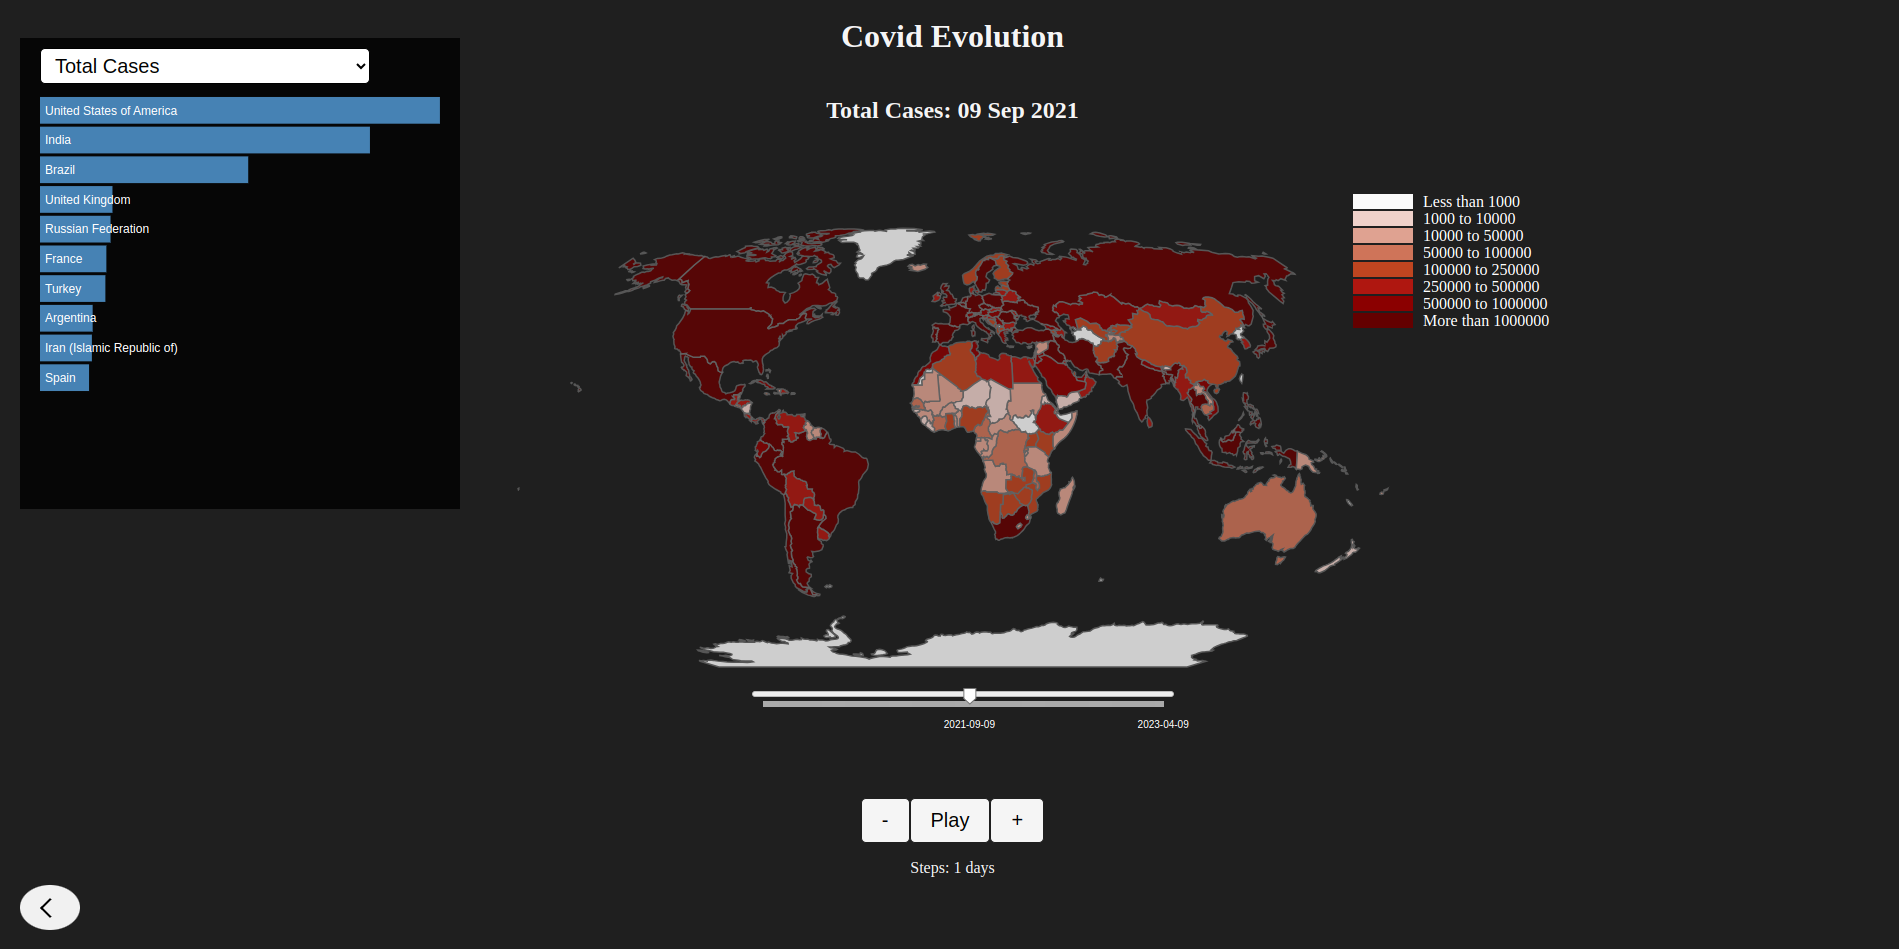 Covid Evolution
Total Cases
Total Cases: 09 Sep 2021
United States of America
India
Brazil
United Kingdom
Russian Federation
France
Turkey
Argentina
Iran (Islamic Republic of)
Spain
Less than 1000
1000 to 10000
10000 to 50000
50000 to 100000
100000 to 250000
250000 to 500000
500000 to 1000000
More than 1000000
2021-09-09
2023-04-09
-
Play
+
Steps: 1 days